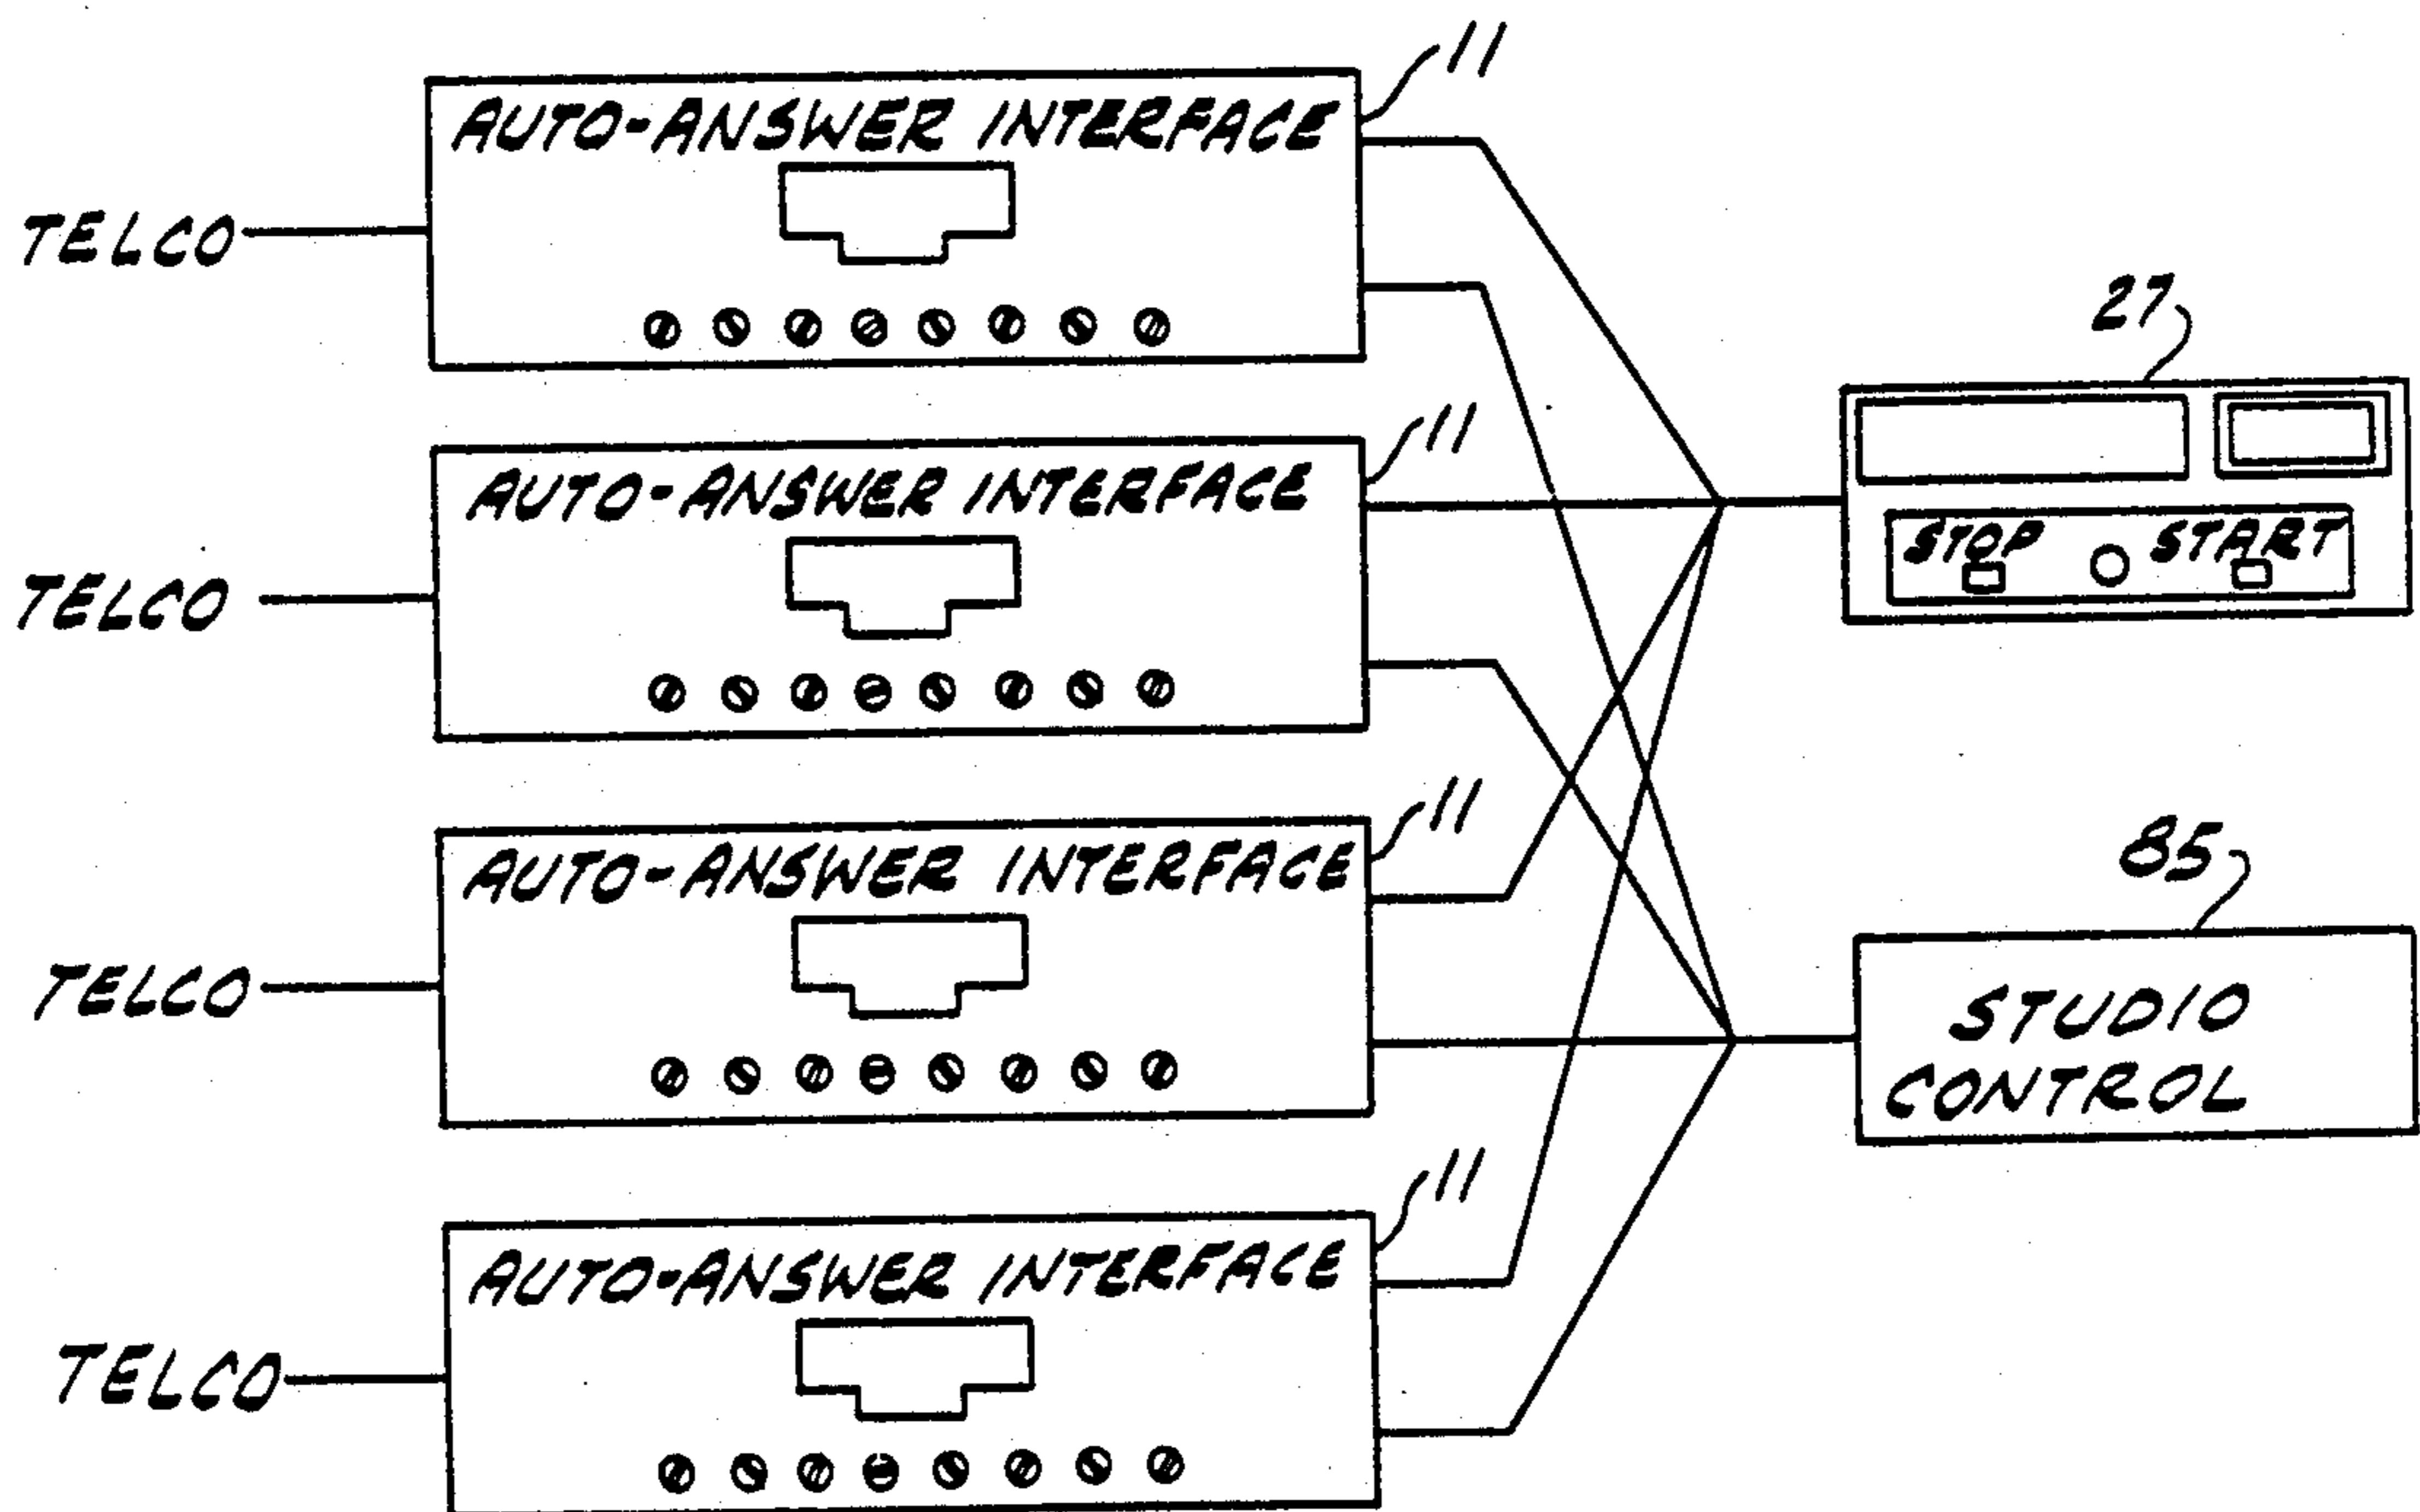 11
AUTO-ANSWER INTERFACE
TELCO
27
11
AUTO-ANSWER INTERFACE
STOP START
TELCO
11
85
AUTO-ANSWER INTERFACE
TELCO
STUDIO
CONTROL
11
AUTO-ANSWER INTERFACE
TELCO